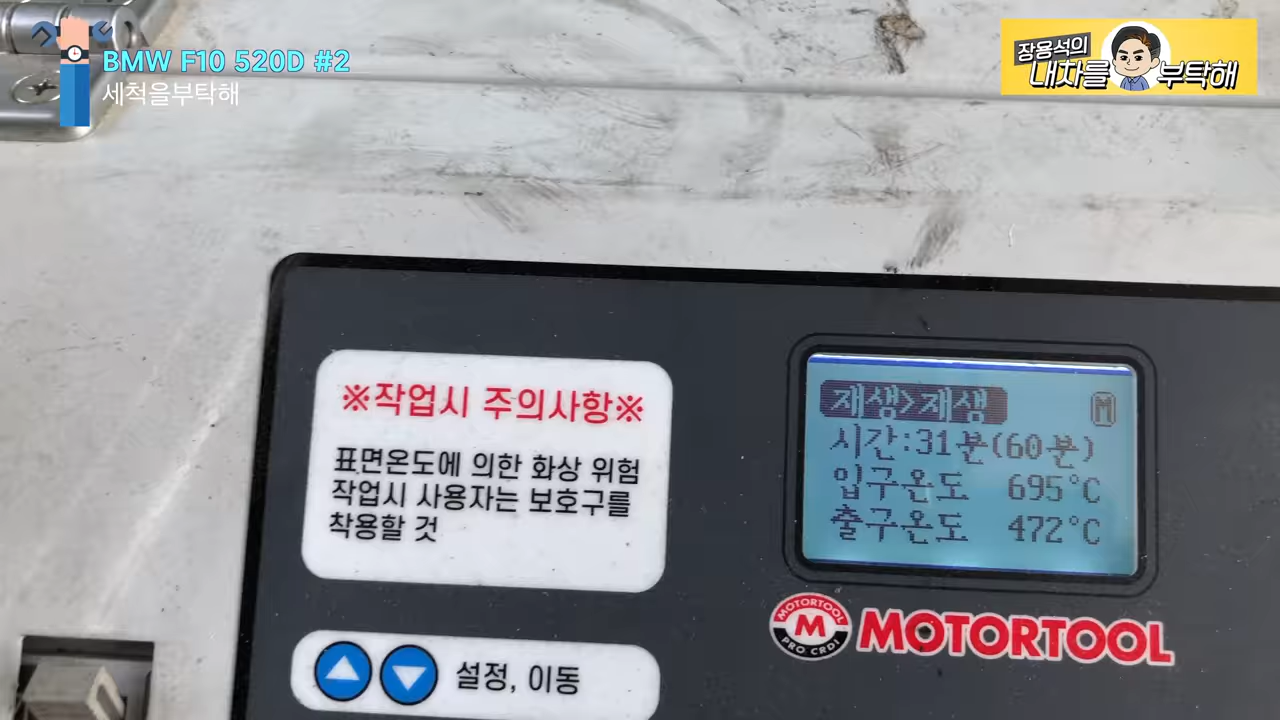 BMW F10 520D #2
세척을부탁해
장용석의
내차를 부탁해
※작업시 주의사항※
표면온도에 의한 화상 위험
작업시 사용자는 보호구를
착용할 것
재생>재생 M
시간:31분(60분)
입구온도 695°C
출구온도 472°C
MOTORTOOL
M
PRO CRDI
MOTORTOOL
설정, 이동